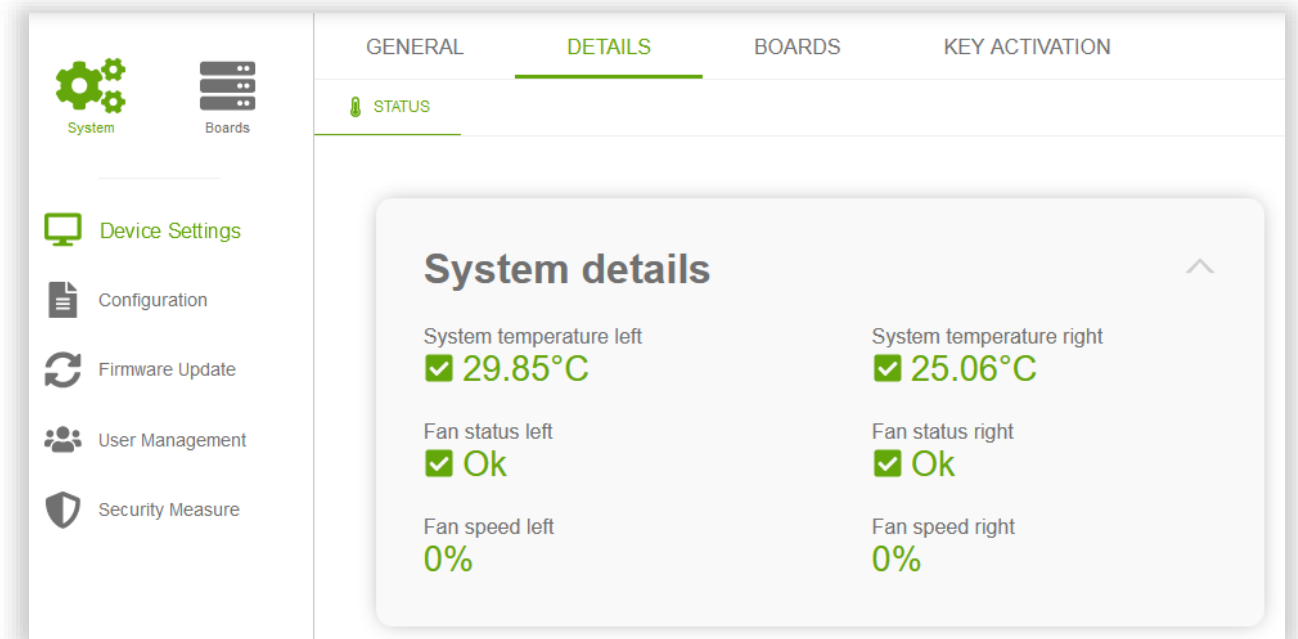 GENERAL DETAILS BOARDS KEY ACTIVATION
System Boards
STATUS
Device Settings
Configuration
Firmware Update
User Management
Security Measure
System details
System temperature left System temperature right
29.85°C 25.06°C
Fan status left Fan status right
Ok Ok
Fan speed left Fan speed right
0% 0%